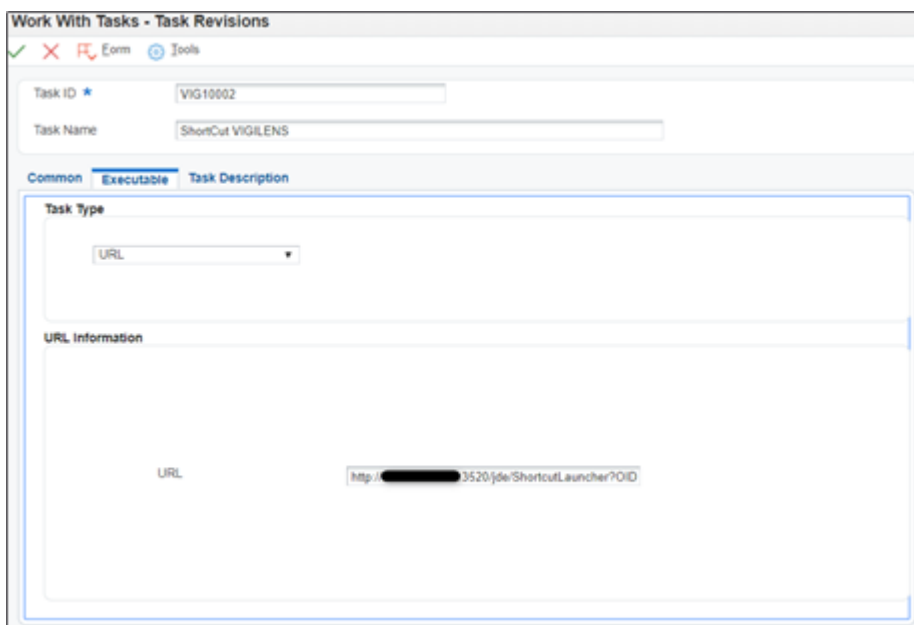 Work With Tasks - Task Revisions
Form Tools
Task ID * VIG10002
Task Name ShortCut VIGILENS
Common Executable Task Description
Task Type
URL
URL Information
URL http:// 3520/jde/ShortcutLauncher?OID